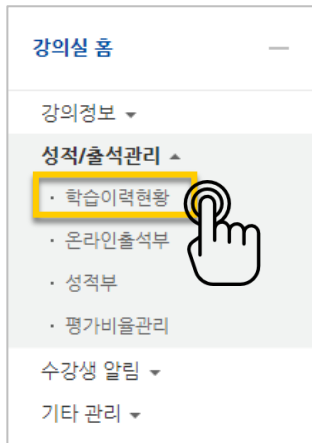 강의실 홈
강의정보
성적/출석관리
· 학습이력현황
· 온라인출석부
· 성적부
· 평가비율관리
수강생 알림
기타 관리